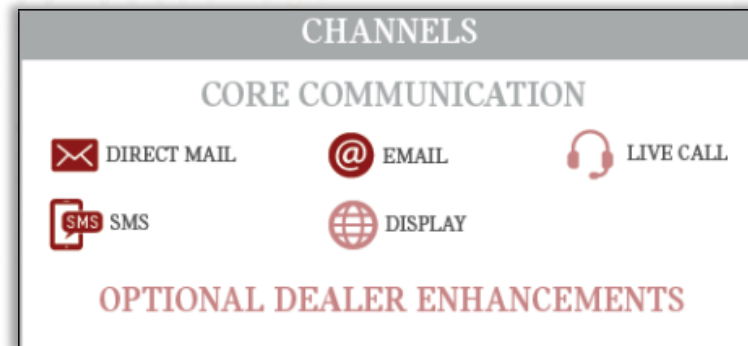 CHANNELS
CORE COMMUNICATION
DIRECT MAIL
@ EMAIL
LIVE CALL
SMS SMS
DISPLAY
OPTIONAL DEALER ENHANCEMENTS